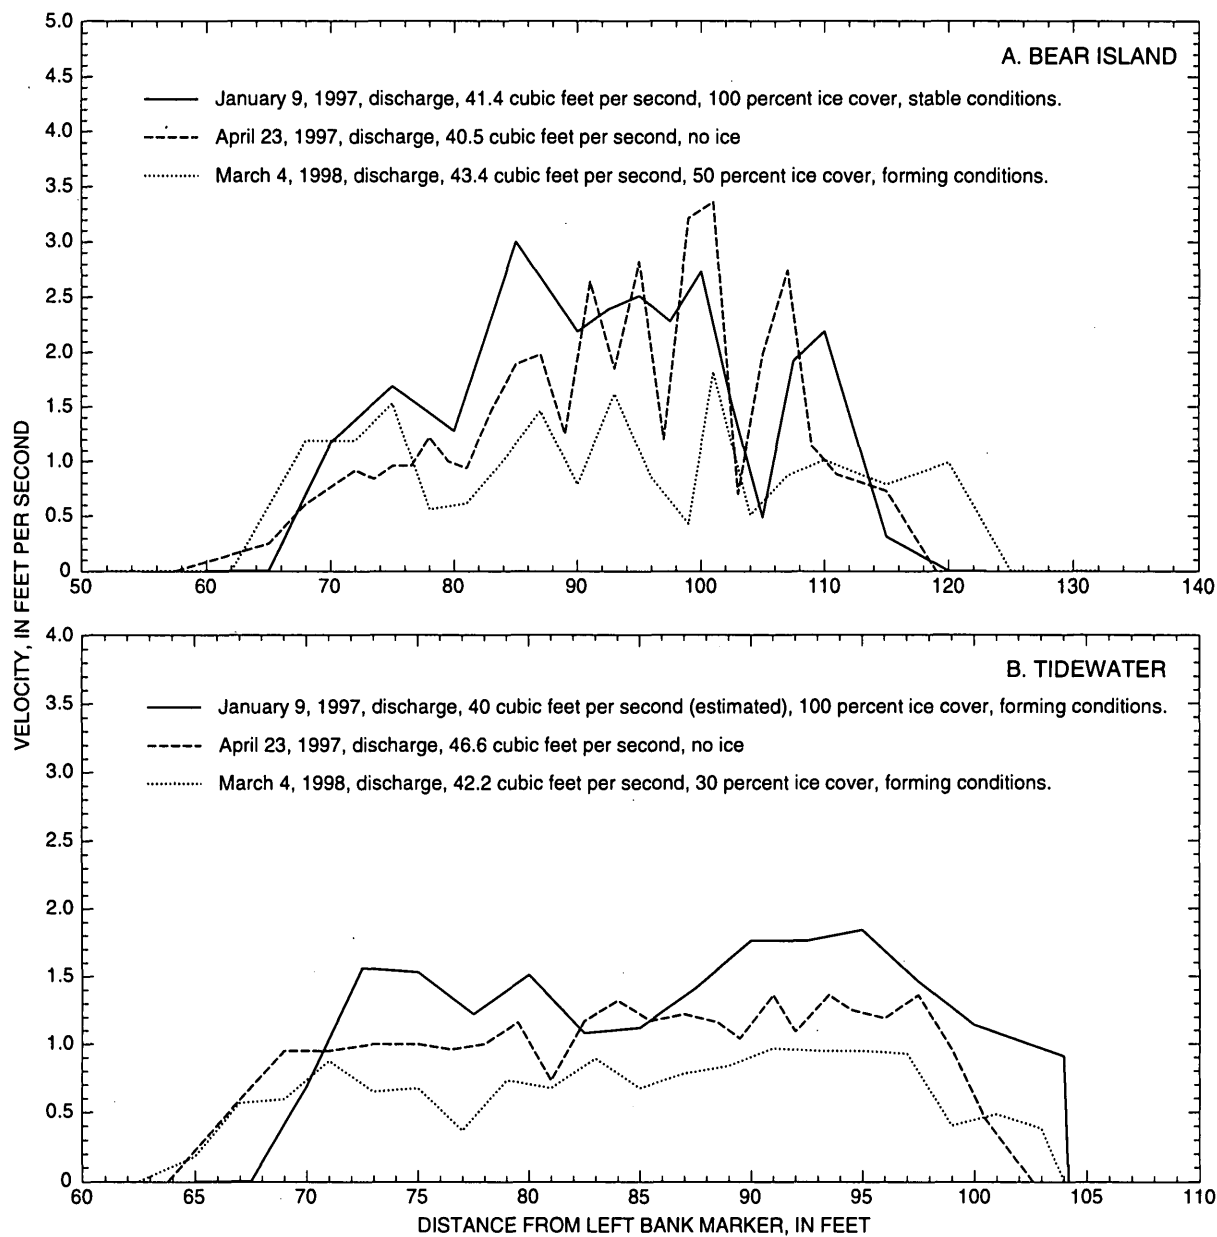 5.0
A. BEAR ISLAND
4.5
January 9, 1997, discharge, 41.4 cubic feet per second, 100 percent ice cover, stable conditions.
4.0
April 23, 1997, discharge, 40.5 cubic feet per second, no ice
3.5
March 4, 1998, discharge, 43.4 cubic feet per second, 50 percent ice cover, forming conditions.
3.0
2.5
2.0
1.5
1.0
0.5
0
50 60 70 80 90 100 110 120 130 140
VELOCITY, IN FEET PER SECOND
4.0
B. TIDEWATER
3.5
January 9, 1997, discharge, 40 cubic feet per second (estimated), 100 percent ice cover, forming conditions.
April 23, 1997, discharge, 46.6 cubic feet per second, no ice
3.0
March 4, 1998, discharge, 42.2 cubic feet per second, 30 percent ice cover, forming conditions.
2.5
2.0
1.5
1.0
0.5
0
60 65 70 75 80 85 90 95 100 105 110
DISTANCE FROM LEFT BANK MARKER, IN FEET